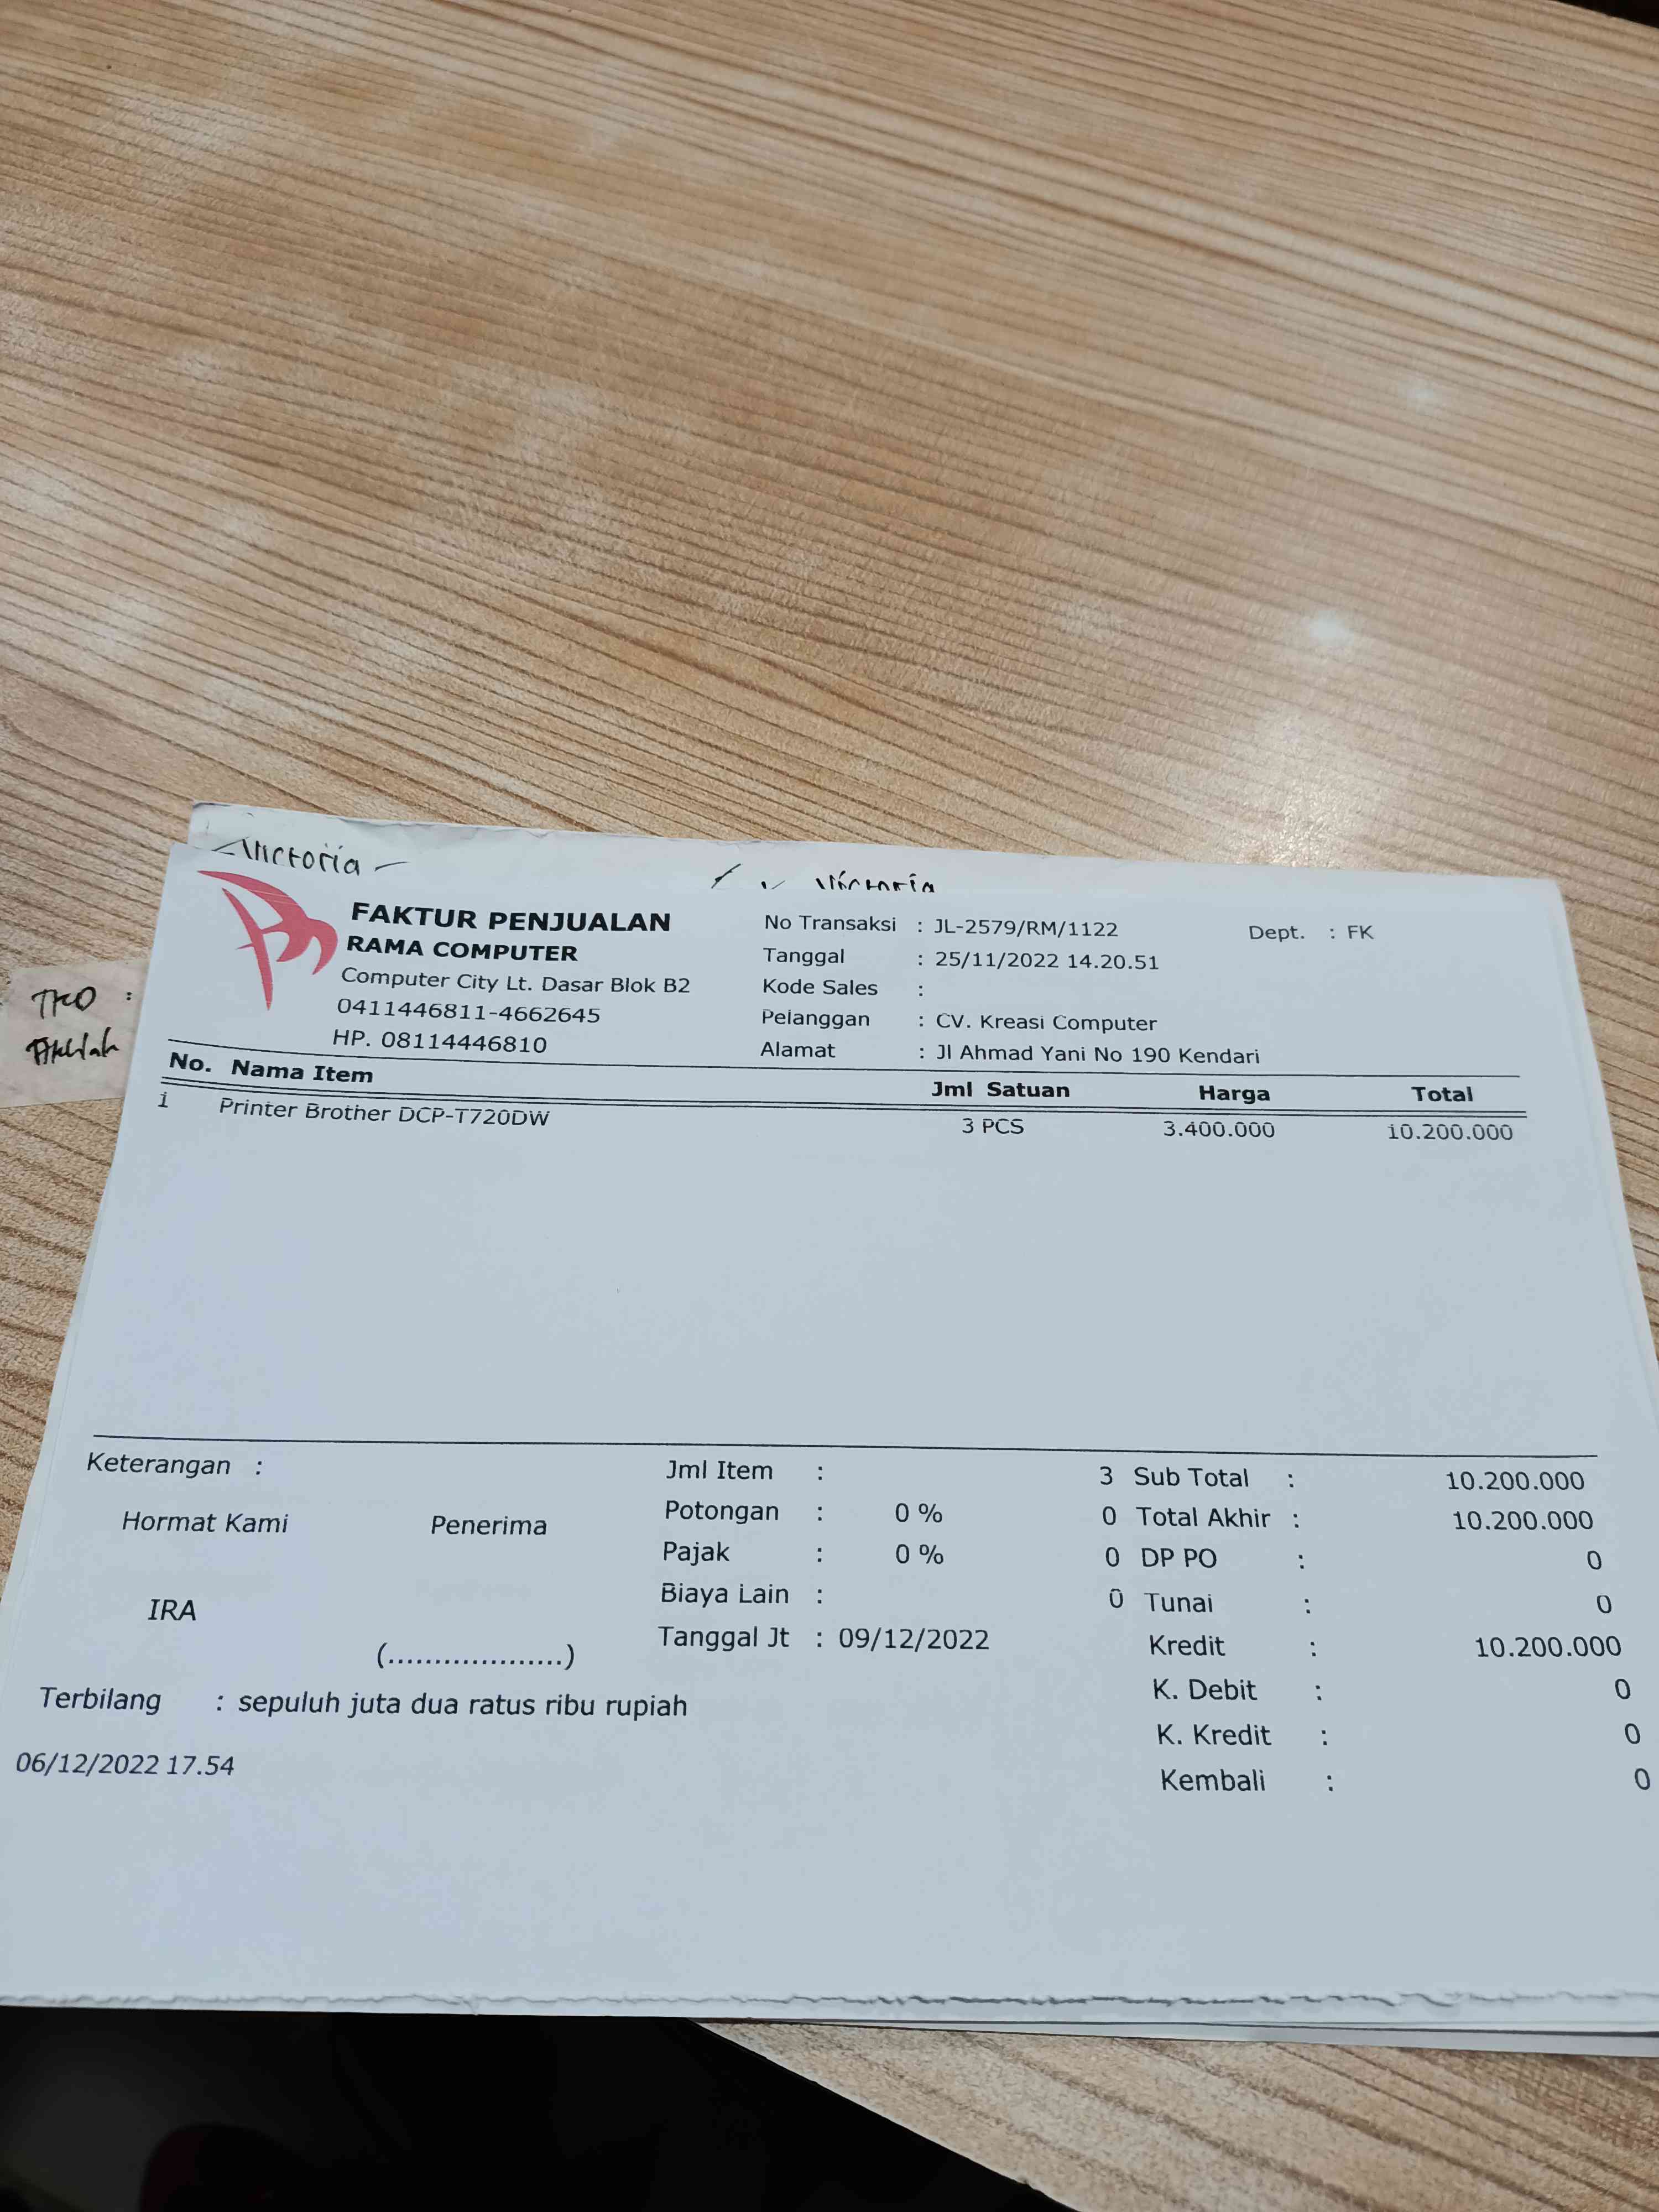 Victoria
Victoria
FAKTUR PENJUALAN
RAMA COMPUTER
Computer City Lt. Dasar Blok B2
0411446811-4662645
HP. 08114446810
No Transaksi : JL-2579/RM/1122 Dept. : FK
Tanggal : 25/11/2022 14.20.51
Kode Sales :
Pelanggan : CV. Kreasi Computer
Alamat : Jl Ahmad Yani No 190 Kendari
No. Nama Item Jml Satuan Harga Total
1 Printer Brother DCP-T720DW 3 PCS 3.400.000 10.200.000
Keterangan :
Hormat Kami Penerima
IRA
(...................)
Jml Item : 3
Potongan : 0 % 0
Pajak : 0 % 0
Biaya Lain : 0
Tanggal Jt : 09/12/2022
Sub Total : 10.200.000
Total Akhir : 10.200.000
DP PO : 0
Tunai : 0
Kredit : 10.200.000
K. Debit : 0
K. Kredit : 0
Kembali : 0
Terbilang : sepuluh juta dua ratus ribu rupiah
06/12/2022 17.54